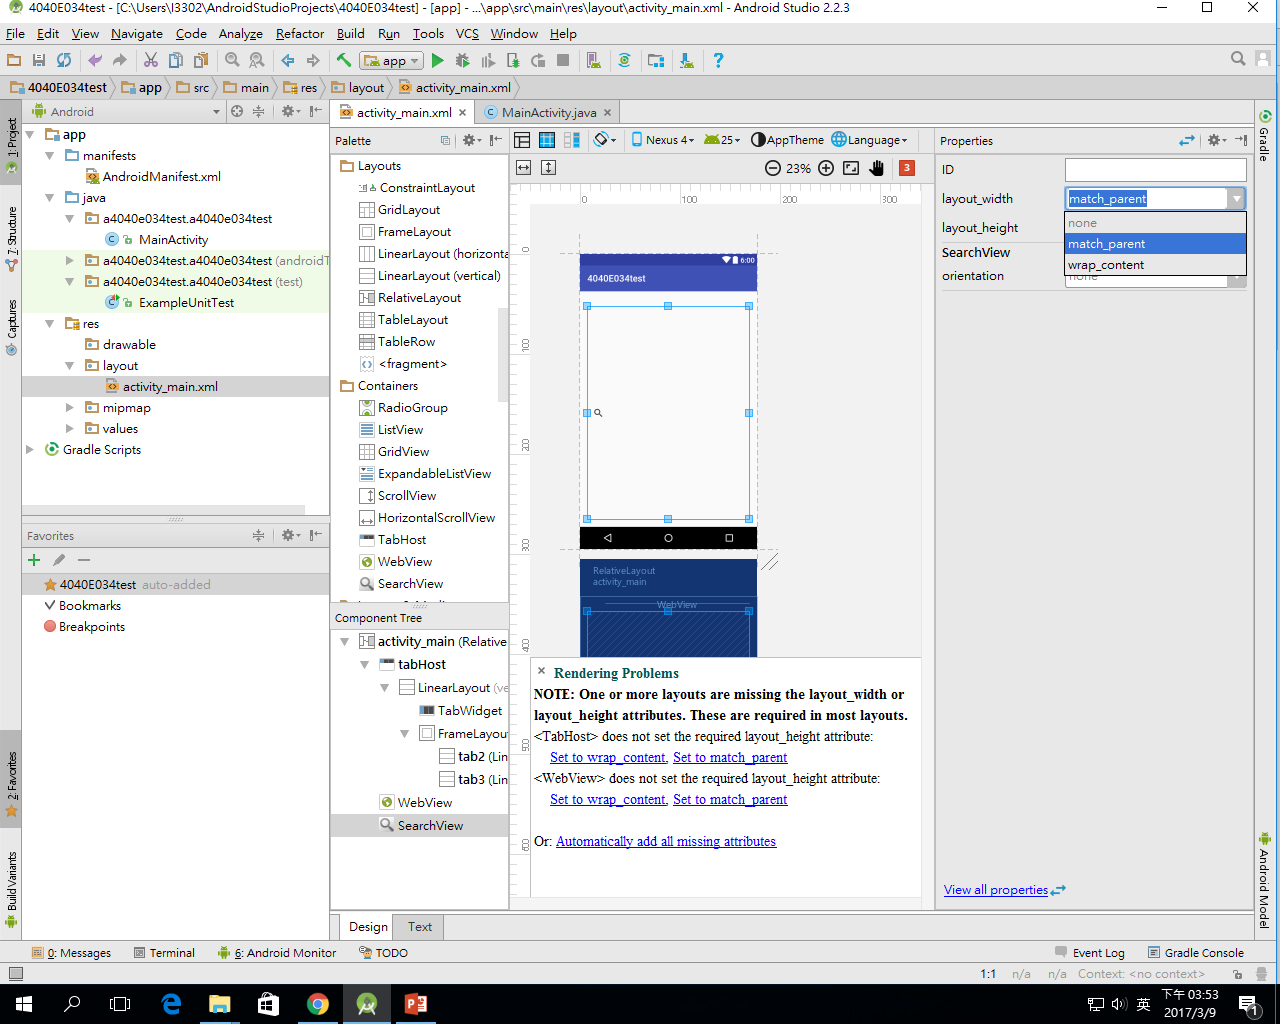 4040E034test - [C:\Users\I3302\AndroidStudioProjects\4040E034test] - [app] - ...\app\src\main\res\layout\activity_main.xml - Android Studio 2.2.3
File Edit View Navigate Code Analyze Refactor Build Run Tools VCS Window Help
app
4040E034test app src main res layout activity_main.xml
1: Project
7: Structure
Captures
2: Favorites
Build Variants
Android
app
manifests
AndroidManifest.xml
java
a4040e034test.a4040e034test
MainActivity
a4040e034test.a4040e034test (androidT
a4040e034test.a4040e034test (test)
ExampleUnitTest
res
drawable
layout
activity_main.xml
mipmap
values
Gradle Scripts
Favorites
4040E034test auto-added
Bookmarks
Breakpoints
activity_main.xml MainActivity.java
Palette
Layouts
ConstraintLayout
GridLayout
FrameLayout
LinearLayout (horizonta
LinearLayout (vertical)
RelativeLayout
TableLayout
TableRow
<fragment>
Containers
RadioGroup
ListView
GridView
ExpandableListView
ScrollView
HorizontalScrollView
TabHost
WebView
SearchView
Component Tree
activity_main (Relative
tabHost
LinearLayout (ve
TabWidget
FrameLayou
tab2 (Lin
tab3 (Lin
WebView
SearchView
Nexus 4 25 AppTheme Language
23% 3
0 100 200 300
0
100
200
300
400
500
600
6:00
4040E034test
RelativeLayout
activity_main
WebView
Rendering Problems
NOTE: One or more layouts are missing the layout_width or
layout_height attributes. These are required in most layouts.
<TabHost> does not set the required layout_height attribute:
Set to wrap_content, Set to match_parent
<WebView> does not set the required layout_height attribute:
Set to wrap_content, Set to match_parent
Or: Automatically add all missing attributes
Properties
ID
layout_width match_parent
layout_height
none
match_parent
wrap_content
SearchView
orientation none
View all properties
Gradle
Android Model
Design Text
0: Messages Terminal 6: Android Monitor TODO Event Log Gradle Console
1:1 n/a n/a Context: <no context>
英
下午 03:53
2017/3/9
1